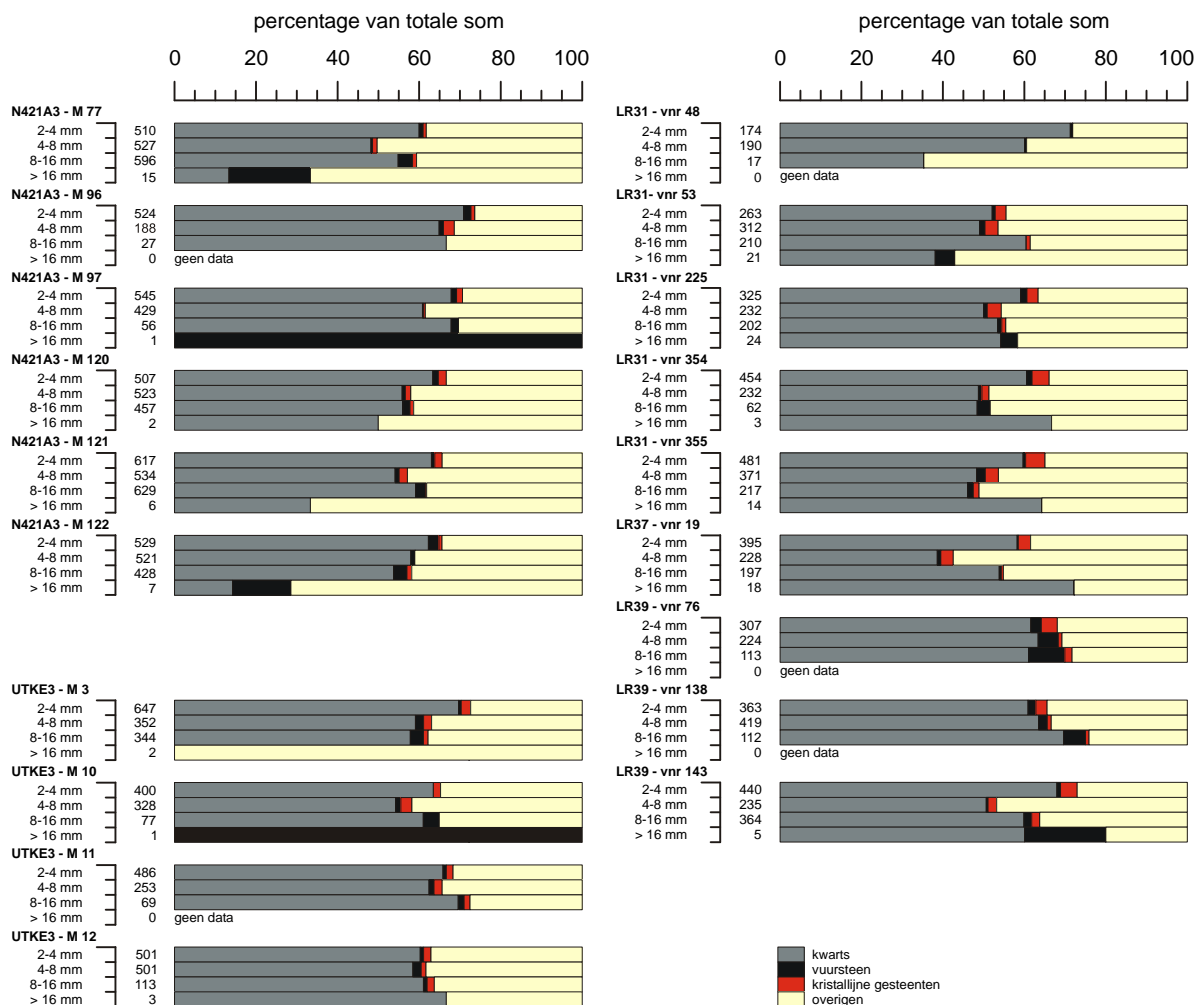 percentage van totale som
0 20 40 60 80 100
N421A3 - M 77
2-4 mm 510
4-8 mm 527
8-16 mm 596
> 16 mm 15
N421A3 - M 96
2-4 mm 524
4-8 mm 188
8-16 mm 27
> 16 mm 0 geen data
N421A3 - M 97
2-4 mm 545
4-8 mm 429
8-16 mm 56
> 16 mm 1
N421A3 - M 120
2-4 mm 507
4-8 mm 523
8-16 mm 457
> 16 mm 2
N421A3 - M 121
2-4 mm 617
4-8 mm 534
8-16 mm 629
> 16 mm 6
N421A3 - M 122
2-4 mm 529
4-8 mm 521
8-16 mm 428
> 16 mm 7
UTKE3 - M 3
2-4 mm 647
4-8 mm 352
8-16 mm 344
> 16 mm 2
UTKE3 - M 10
2-4 mm 400
4-8 mm 328
8-16 mm 77
> 16 mm 1
UTKE3 - M 11
2-4 mm 486
4-8 mm 253
8-16 mm 69
> 16 mm 0 geen data
UTKE3 - M 12
2-4 mm 501
4-8 mm 501
8-16 mm 113
> 16 mm 3
percentage van totale som
0 20 40 60 80 100
LR31 - vnr 48
2-4 mm 174
4-8 mm 190
8-16 mm 17
> 16 mm 0 geen data
LR31- vnr 53
2-4 mm 263
4-8 mm 312
8-16 mm 210
> 16 mm 21
LR31 - vnr 225
2-4 mm 325
4-8 mm 232
8-16 mm 202
> 16 mm 24
LR31 - vnr 354
2-4 mm 454
4-8 mm 232
8-16 mm 62
> 16 mm 3
LR31 - vnr 355
2-4 mm 481
4-8 mm 371
8-16 mm 217
> 16 mm 14
LR37 - vnr 19
2-4 mm 395
4-8 mm 228
8-16 mm 197
> 16 mm 18
LR39 - vnr 76
2-4 mm 307
4-8 mm 224
8-16 mm 113
> 16 mm 0 geen data
LR39 - vnr 138
2-4 mm 363
4-8 mm 419
8-16 mm 112
> 16 mm 0 geen data
LR39 - vnr 143
2-4 mm 440
4-8 mm 235
8-16 mm 364
> 16 mm 5
kwarts
vuursteen
kristallijne gesteenten
overigen